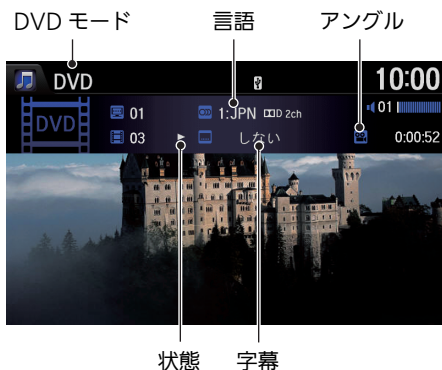 DVD モード 言語 アングル
DVD 10:00
DVD 01 1:JPN DD 2ch 01
03 しない 0:00:52
状態 字幕